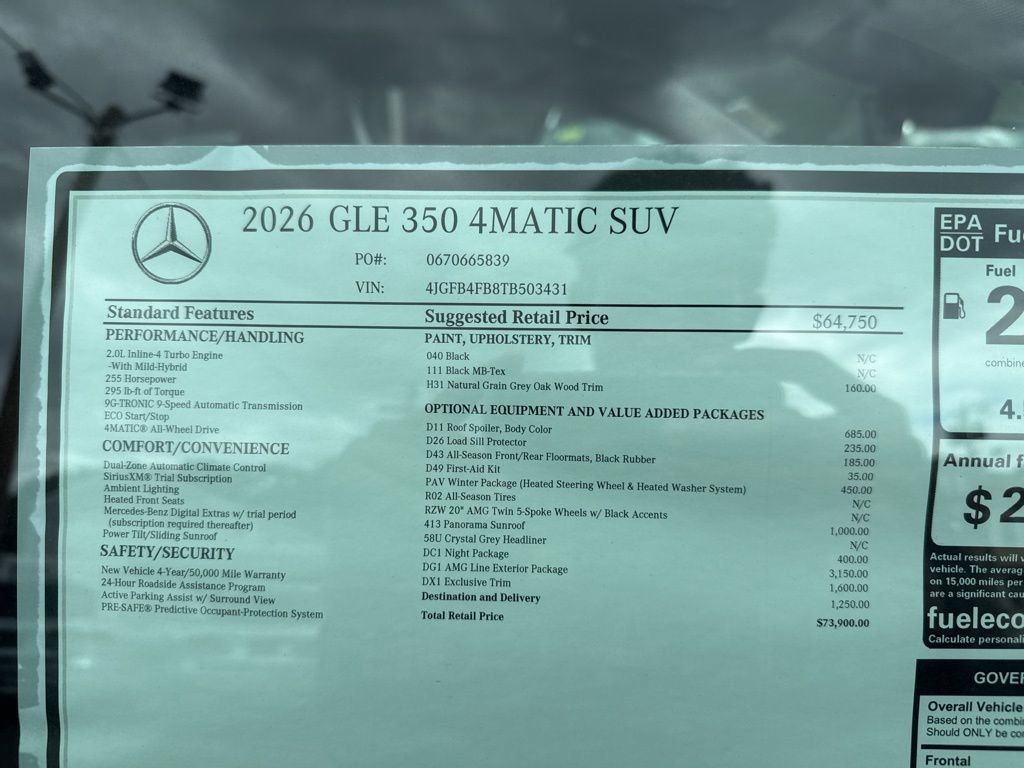 2026 GLE 350 4MATIC SUV
PO#: 0670665839
VIN: 4JGFB4FB8TB503431
Standard Features
PERFORMANCE/HANDLING
2.0L Inline-4 Turbo Engine
-With Mild-Hybrid
255 Horsepower
295 lb-ft of Torque
9G-TRONIC 9-Speed Automatic Transmission
ECO Start/Stop
4MATIC® All-Wheel Drive
COMFORT/CONVENIENCE
Dual-Zone Automatic Climate Control
SiriusXM® Trial Subscription
Ambient Lighting
Heated Front Seats
Mercedes-Benz Digital Extras w/ trial period
(subscription required thereafter)
Power Tilt/Sliding Sunroof
SAFETY/SECURITY
New Vehicle 4-Year/50,000 Mile Warranty
24-Hour Roadside Assistance Program
Active Parking Assist w/ Surround View
PRE-SAFE® Predictive Occupant-Protection System
Suggested Retail Price $64,750
PAINT, UPHOLSTERY, TRIM
040 Black N/C
111 Black MB-Tex N/C
H31 Natural Grain Grey Oak Wood Trim 160.00
OPTIONAL EQUIPMENT AND VALUE ADDED PACKAGES
D11 Roof Spoiler, Body Color 685.00
D26 Load Sill Protector 235.00
D43 All-Season Front/Rear Floormats, Black Rubber 185.00
D49 First-Aid Kit 35.00
PAV Winter Package (Heated Steering Wheel & Heated Washer System) 450.00
R02 All-Season Tires N/C
RZW 20" AMG Twin 5-Spoke Wheels w/ Black Accents N/C
413 Panorama Sunroof 1,000.00
58U Crystal Grey Headliner N/C
DC1 Night Package 400.00
DG1 AMG Line Exterior Package 3,150.00
DX1 Exclusive Trim 1,600.00
Destination and Delivery 1,250.00
Total Retail Price $73,900.00
EPA
DOT
Fu
Fuel
2
combine
4.
Annual f
$2
Actual results will
vehicle. The averag
on 15,000 miles per
are a significant cau
fueleco
Calculate personali
GOVER
Overall Vehicle
Based on the combi
Should ONLY be co
Frontal